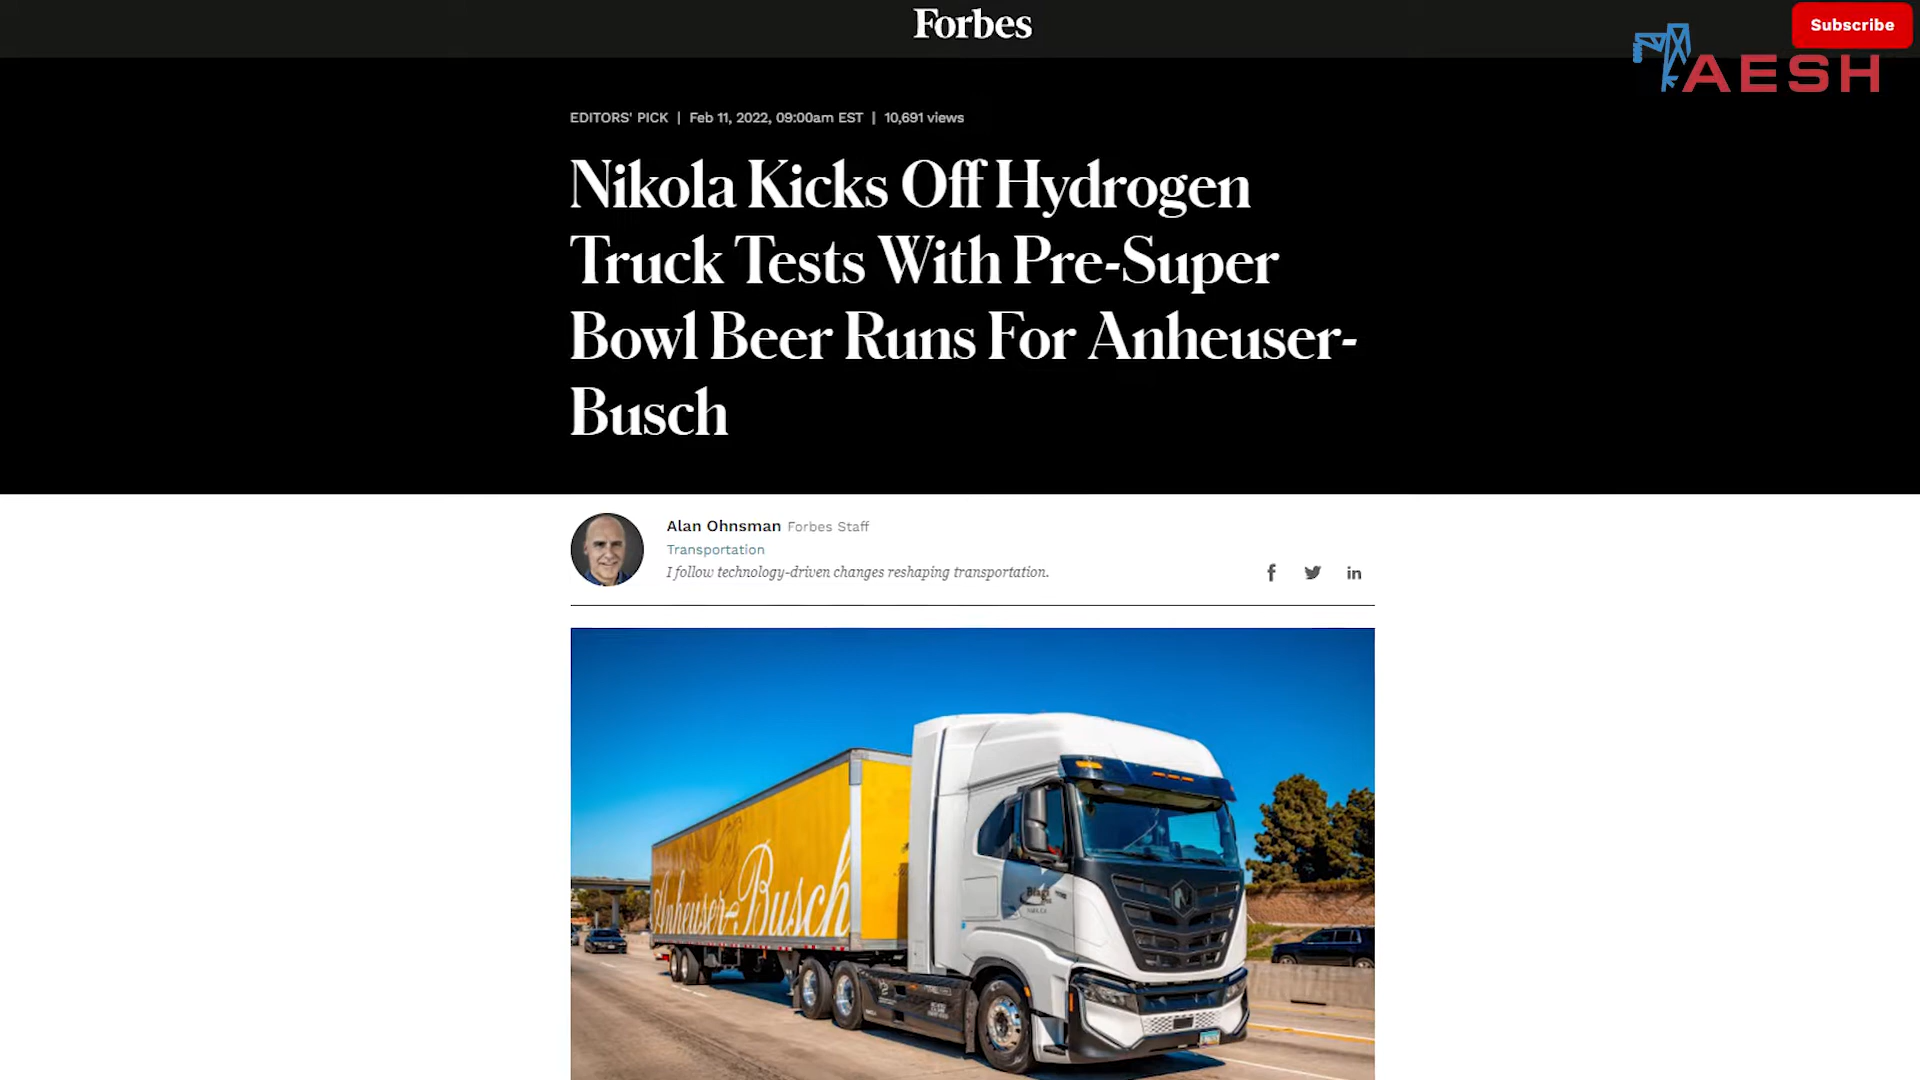 Forbes
Subscribe
AESH
EDITORS' PICK | Feb 11, 2022, 09:00am EST | 10,691 views
Nikola Kicks Off Hydrogen
Truck Tests With Pre-Super
Bowl Beer Runs For Anheuser-
Busch
Alan Ohnsman Forbes Staff
Transportation
I follow technology-driven changes reshaping transportation.
Anheuser-Busch